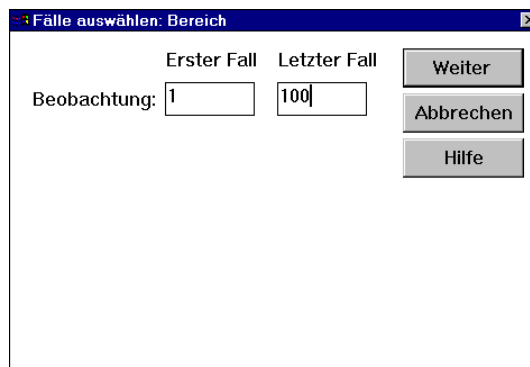 Fälle auswählen: Bereich
Erster Fall Letzter Fall
Beobachtung: 1 100
Weiter
Abbrechen
Hilfe